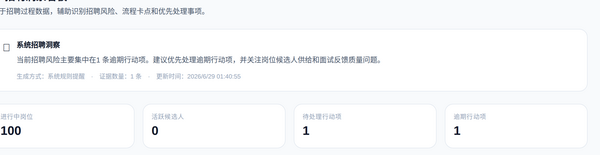 于招聘过程数据，辅助识别招聘风险、流程卡点和优先处理事项。
系统招聘洞察
当前招聘风险主要集中在1 条逾期行动项。建议优先处理逾期行动项，并关注岗位候选人供给和面试反馈质量。
生成方式：系统规则提醒 · 证据数量：1 条 · 更新时间：2026/6/29 01:40:55
进行中岗位
100
活跃候选人
0
待处理行动项
1
逾期行动项
1